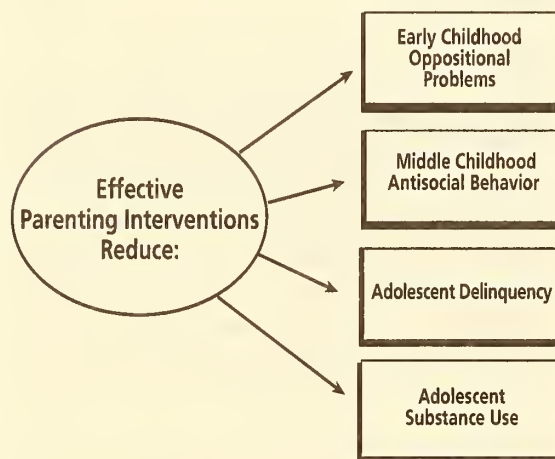 Effective
Parenting Interventions
Reduce:
Early Childhood
Oppositional
Problems
Middle Childhood
Antisocial Behavior
Adolescent Delinquency
Adolescent
Substance Use